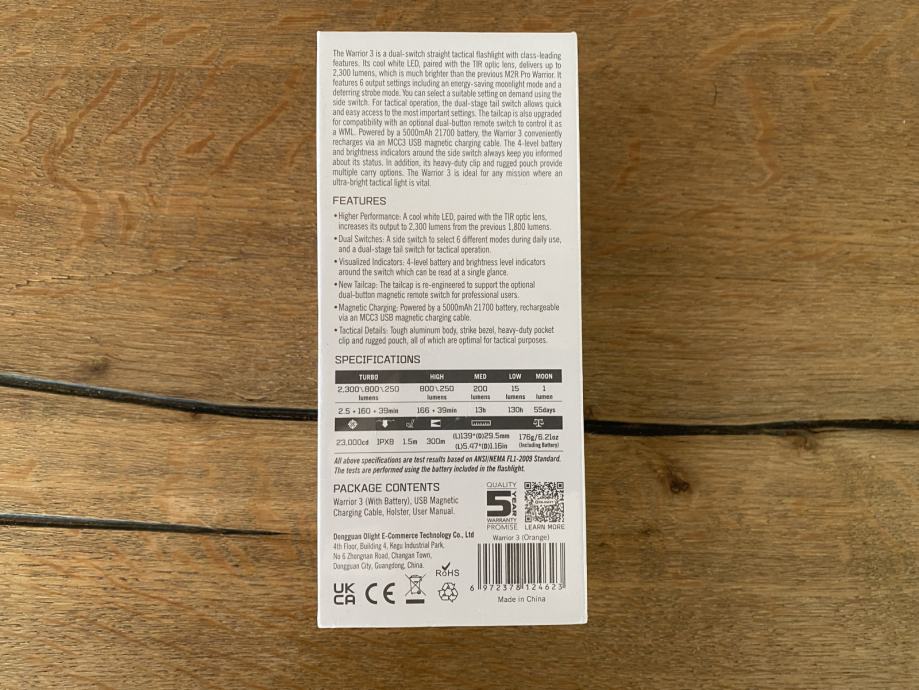 The Warrior 3 is a dual-switch straight tactical flashlight with class-leading
features. Its cool white LED, paired with the TIR optic lens, delivers up to
2,300 lumens, which is much brighter than the previous M2R Pro Warrior. It
features 6 output settings including an energy-saving moonlight mode and a
deterring strobe mode. You can select a suitable setting on demand using the
side switch. For tactical operation, the dual-stage tail switch allows quick
and easy access to the most important settings. The tailcap is also upgraded
for compatibility with an optional dual-button remote switch to control it as
a WML. Powered by a 5000mAh 21700 battery, the Warrior 3 conveniently
recharges via an MCC3 USB magnetic charging cable. The 4-level battery
and brightness indicators around the side switch always keep you informed
about its status. In addition, its heavy-duty clip and rugged pouch provide
multiple carry options. The Warrior 3 is ideal for any mission where an
ultra-bright tactical light is vital.
FEATURES
• Higher Performance: A cool white LED, paired with the TIR optic lens,
increases its output to 2,300 lumens from the previous 1,800 lumens.
• Dual Switches: A side switch to select 6 different modes during daily use,
and a dual-stage tail switch for tactical operation.
• Visualized Indicators: 4-level battery and brightness level indicators
around the switch which can be read at a single glance.
• New Tailcap: The tailcap is re-engineered to support the optional
dual-button magnetic remote switch for professional users.
• Magnetic Charging: Powered by a 5000mAh 21700 battery, rechargeable
via an MCC3 USB magnetic charging cable.
• Tactical Details: Tough aluminum body, strike bezel, heavy-duty pocket
clip and rugged pouch, all of which are optimal for tactical purposes.
SPECIFICATIONS
TURBO HIGH MED LOW MOON
2,300\800\250 800\250 200 15 1
lumens lumens lumens lumens lumen
2.5 + 160 + 39min 166 + 39min 13h 130h 55days
23,000cd IPX8 1.5m 300m (L)139*(D)29.5mm 176g/6.21oz
(L)5.47*(D)1.16in (Including Battery)
All above specifications are test results based on ANSI/NEMA FL1-2009 Standard.
The tests are performed using the battery included in the flashlight.
PACKAGE CONTENTS
Warrior 3 (With Battery), USB Magnetic
Charging Cable, Holster, User Manual.
QUALITY
5 YEAR
WARRANTY
PROMISE
LEARN MORE
Dongguan Olight E-Commerce Technology Co., Ltd
4th Floor, Building 4, Kegu Industrial Park,
No 6 Zhongnan Road, Changan Town,
Dongguan City, Guangdong, China.
Warrior 3 (Orange)
6 972378 124623
Made in China
UK
CA
CE
RoHS